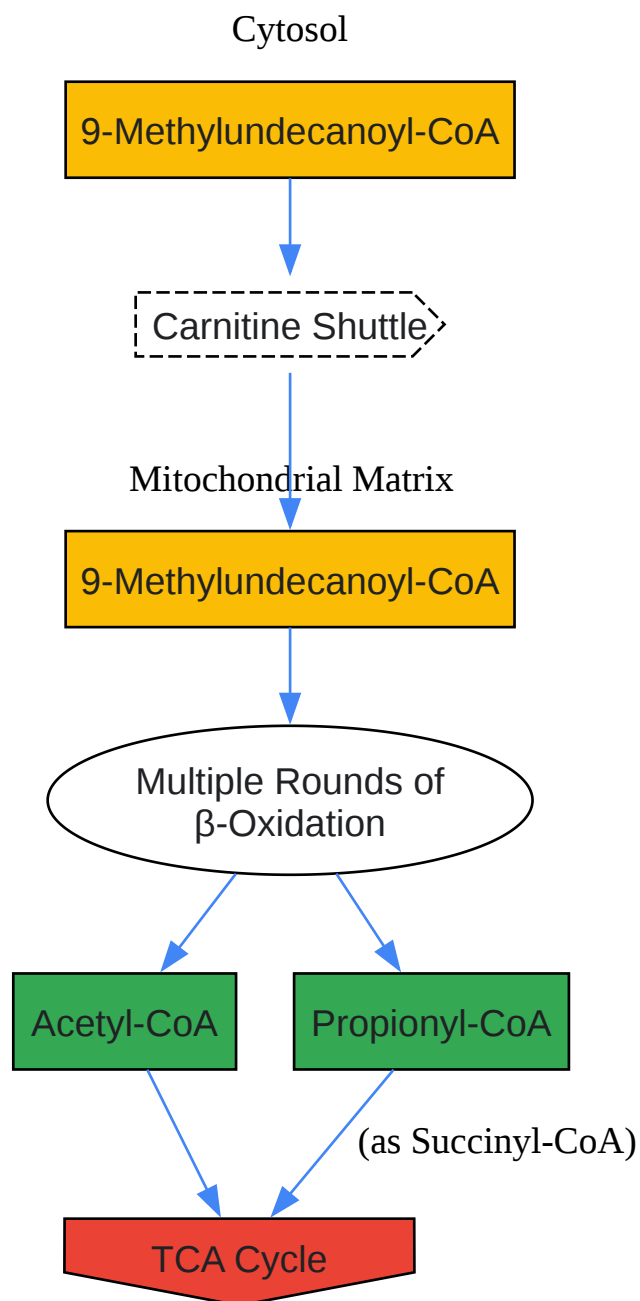 Cytosol
9-Methylundecanoyl-CoA
Carnitine Shuttle
Mitochondrial Matrix
9-Methylundecanoyl-CoA
Multiple Rounds of
β-Oxidation
Acetyl-CoA
Propionyl-CoA
(as Succinyl-CoA)
TCA Cycle